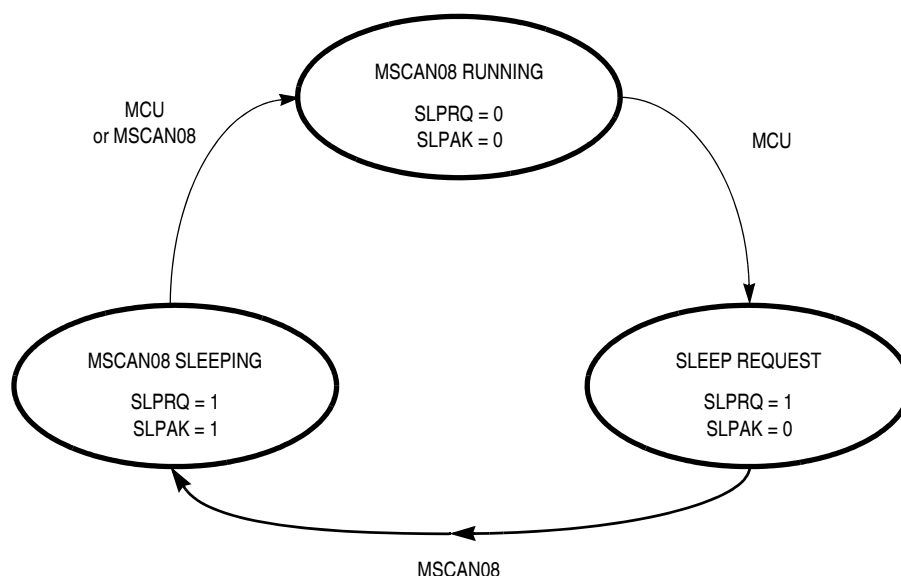 MSCAN08 RUNNING
SLPRQ = 0
SLPAK = 0
MCU
or MSCAN08
MCU
MSCAN08 SLEEPING
SLPRQ = 1
SLPAK = 1
SLEEP REQUEST
SLPRQ = 1
SLPAK = 0
MSCAN08